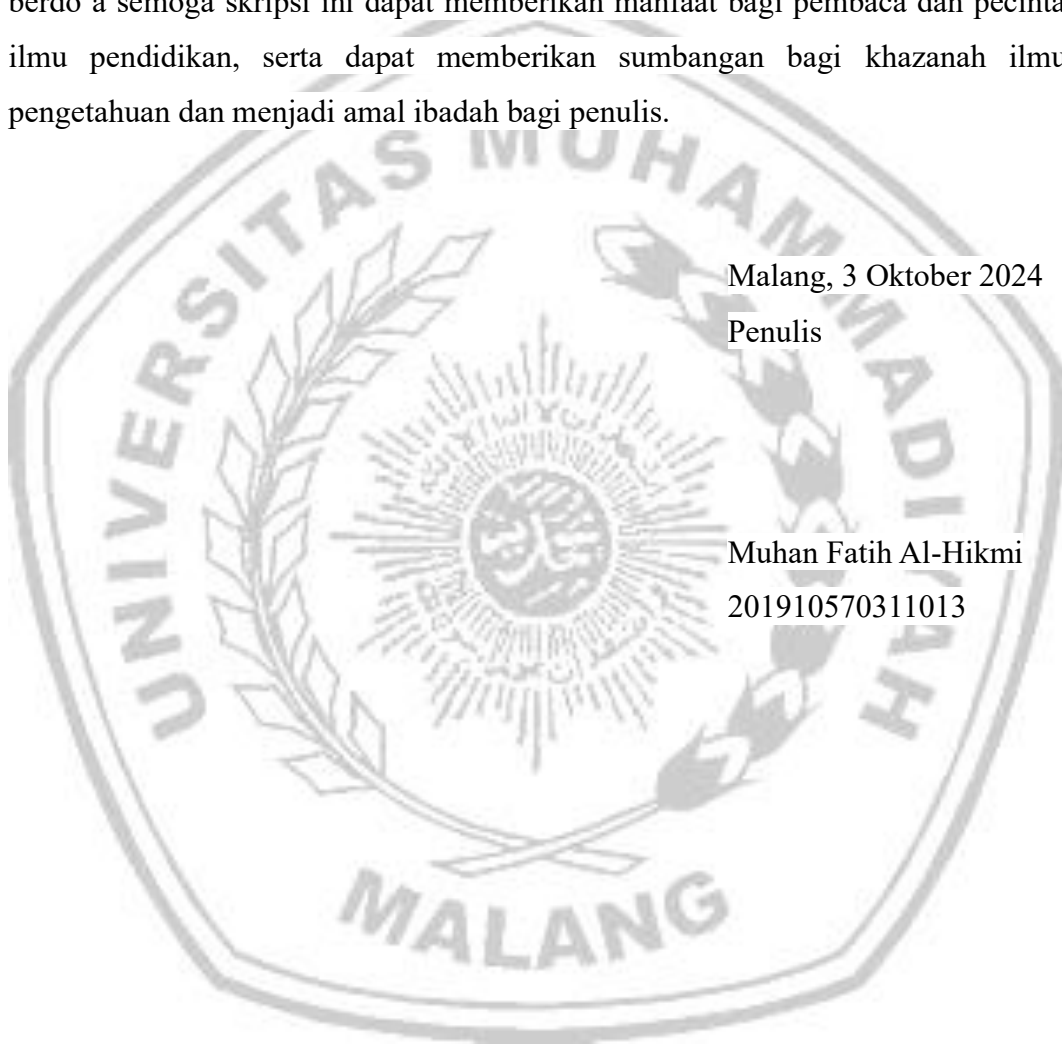 berdo a semoga skripsi ini dapat memberikan manfaat bagi pembaca dan pecinta
ilmu pendidikan, serta dapat memberikan sumbangan bagi khazanah ilmu
pengetahuan dan menjadi amal ibadah bagi penulis.
UNIVERSITAS MUHAMMADIYAH
Malang, 3 Oktober 2024
Penulis
Muhan Fatih Al-Hikmi
201910570311013
MALANG